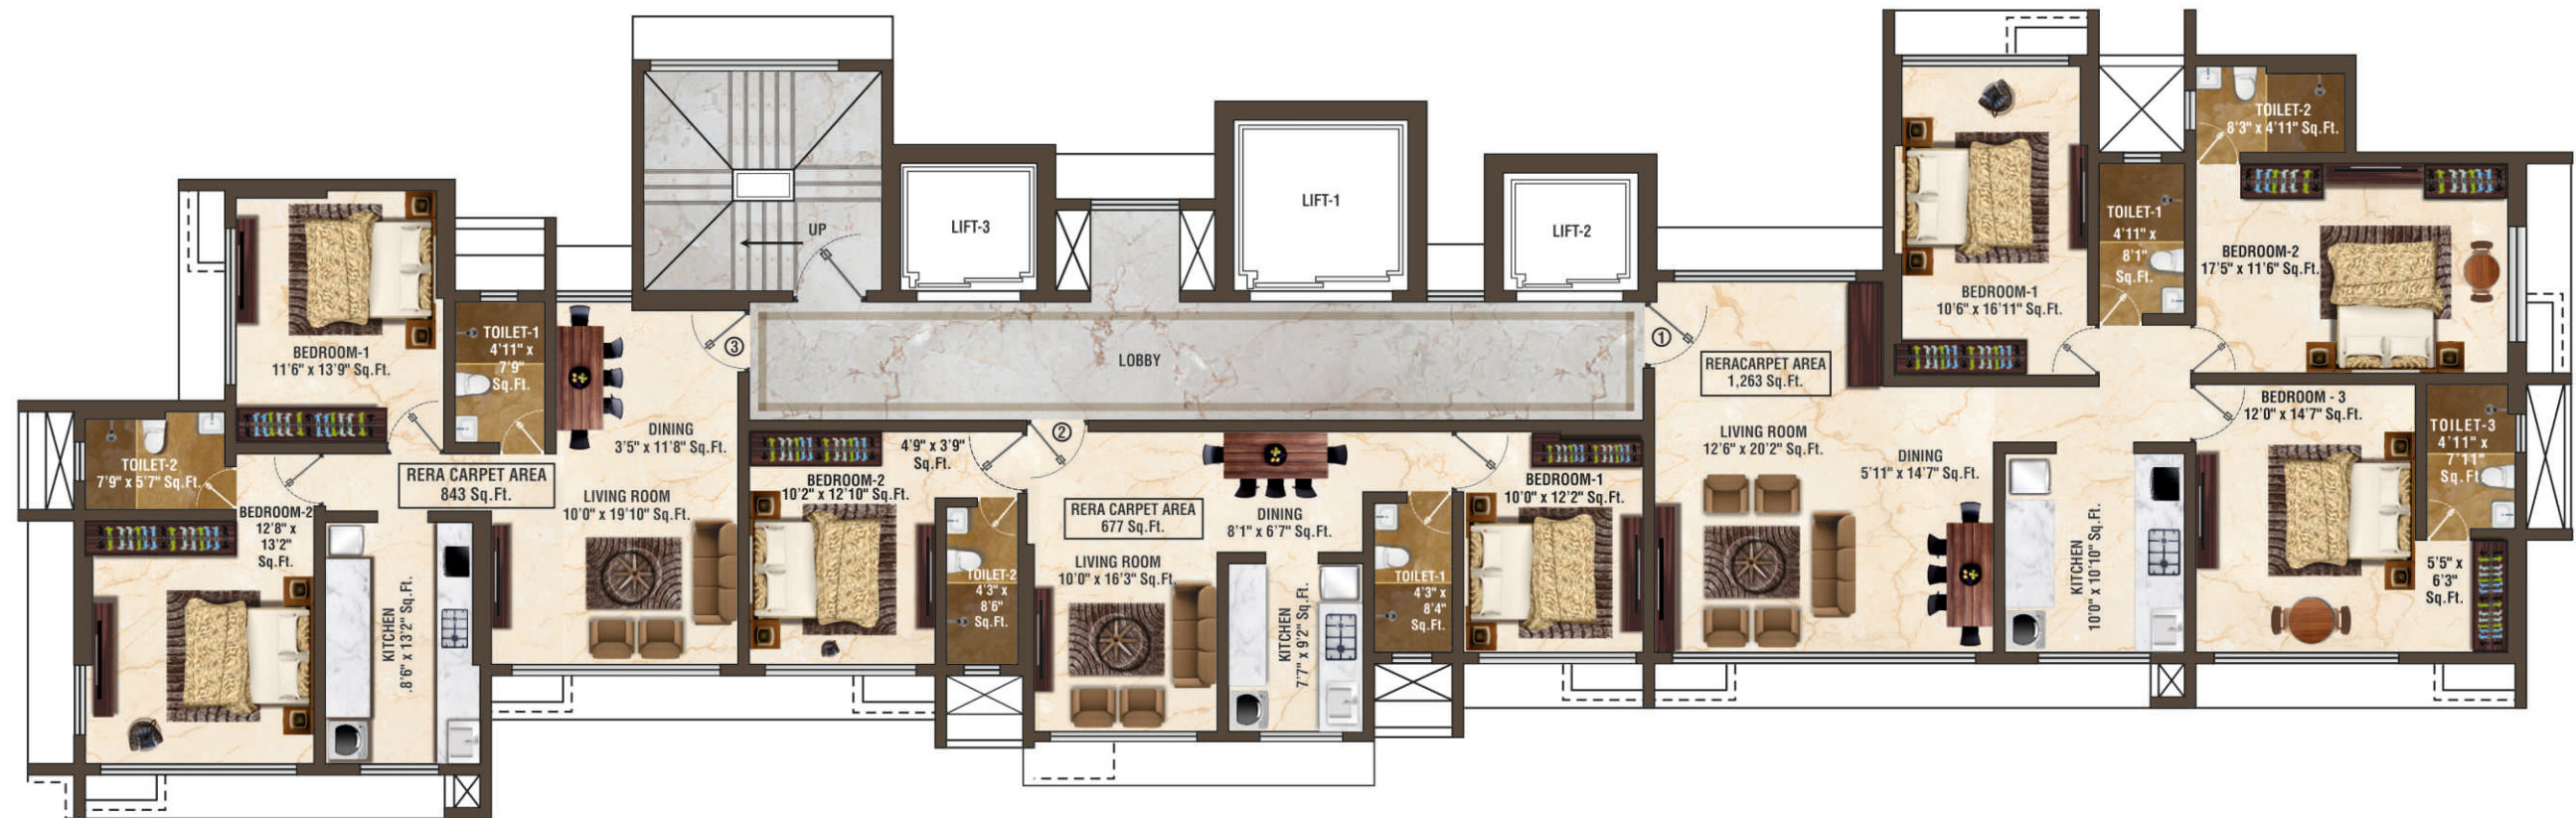 UP
LIFT-3
LIFT-1
LIFT-2
LOBBY
BEDROOM-1
11'6" x 13'9" Sq.Ft.
TOILET-1
4'11" x
7'9"
Sq.Ft.
TOILET-2
7'9" x 5'7" Sq.Ft.
RERA CARPET AREA
843 Sq.Ft.
BEDROOM-2
12'8" x
13'2"
Sq.Ft.
KITCHEN
.8'6" x 13'2" Sq.Ft.
DINING
3'5" x 11'8" Sq.Ft.
LIVING ROOM
10'0" x 19'10" Sq.Ft.
3
2
BEDROOM-2
10'2" x 12'10" Sq.Ft.
4'9" x 3'9"
Sq.Ft.
TOILET-2
4'3" x
8'6"
Sq.Ft.
RERA CARPET AREA
677 Sq.Ft.
LIVING ROOM
10'0" x 16'3" Sq.Ft.
DINING
8'1" x 6'7" Sq.Ft.
KITCHEN
7'7" x 9'2" Sq.Ft.
TOILET-1
4'3" x
8'4"
Sq.Ft.
BEDROOM-1
10'0" x 12'2" Sq.Ft.
1
RERACARPET AREA
1,263 Sq.Ft.
LIVING ROOM
12'6" x 20'2" Sq.Ft.
DINING
5'11" x 14'7" Sq.Ft.
KITCHEN
10'0" x 10'10" Sq.Ft.
BEDROOM-1
10'6" x 16'11" Sq.Ft.
TOILET-1
4'11" x
8'1"
Sq.Ft.
TOILET-2
8'3" x 4'11" Sq.Ft.
BEDROOM-2
17'5" x 11'6" Sq.Ft.
BEDROOM - 3
12'0" x 14'7" Sq.Ft.
TOILET-3
4'11" x
7'11"
Sq.Ft
5'5" x
6'3"
Sq.Ft.